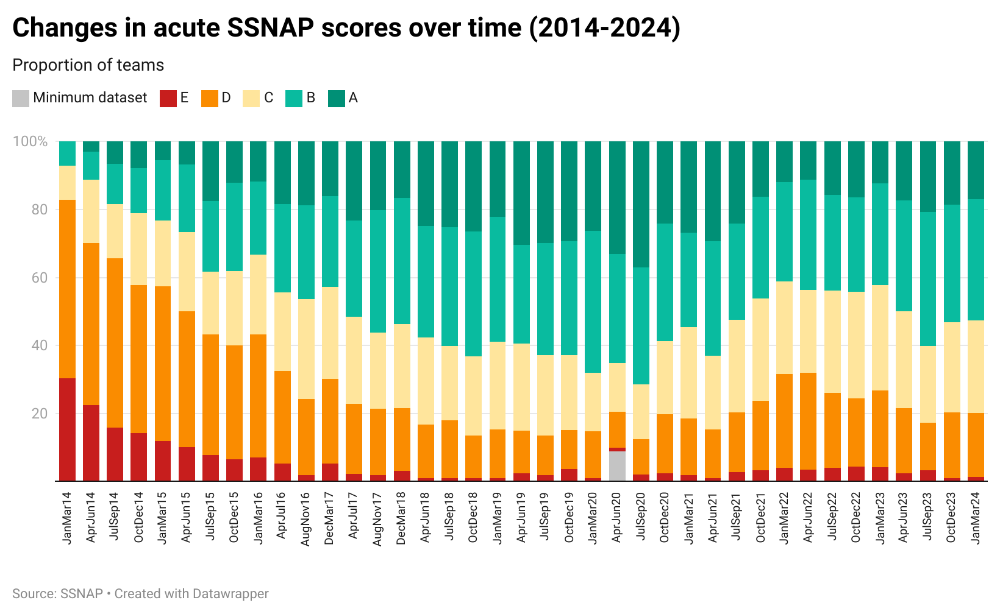 Changes in acute SSNAP scores over time (2014-2024)
Proportion of teams
Minimum dataset E D C B A
100%
80
60
40
20
JanMar14
AprJun14
JulSep14
OctDec14
JanMar15
AprJun15
JulSep15
OctDec15
JanMar16
AprJul16
AugNov16
DecMar17
AprJul17
AugNov17
DecMar18
AprJun18
JulSep18
OctDec18
JanMar19
AprJun19
JulSep19
OctDec19
JanMar20
AprJun20
JulSep20
OctDec20
JanMar21
AprJun21
JulSep21
OctDec21
JanMar22
AprJun22
JulSep22
OctDec22
JanMar23
AprJun23
JulSep23
OctDec23
JanMar24
Source: SSNAP • Created with Datawrapper